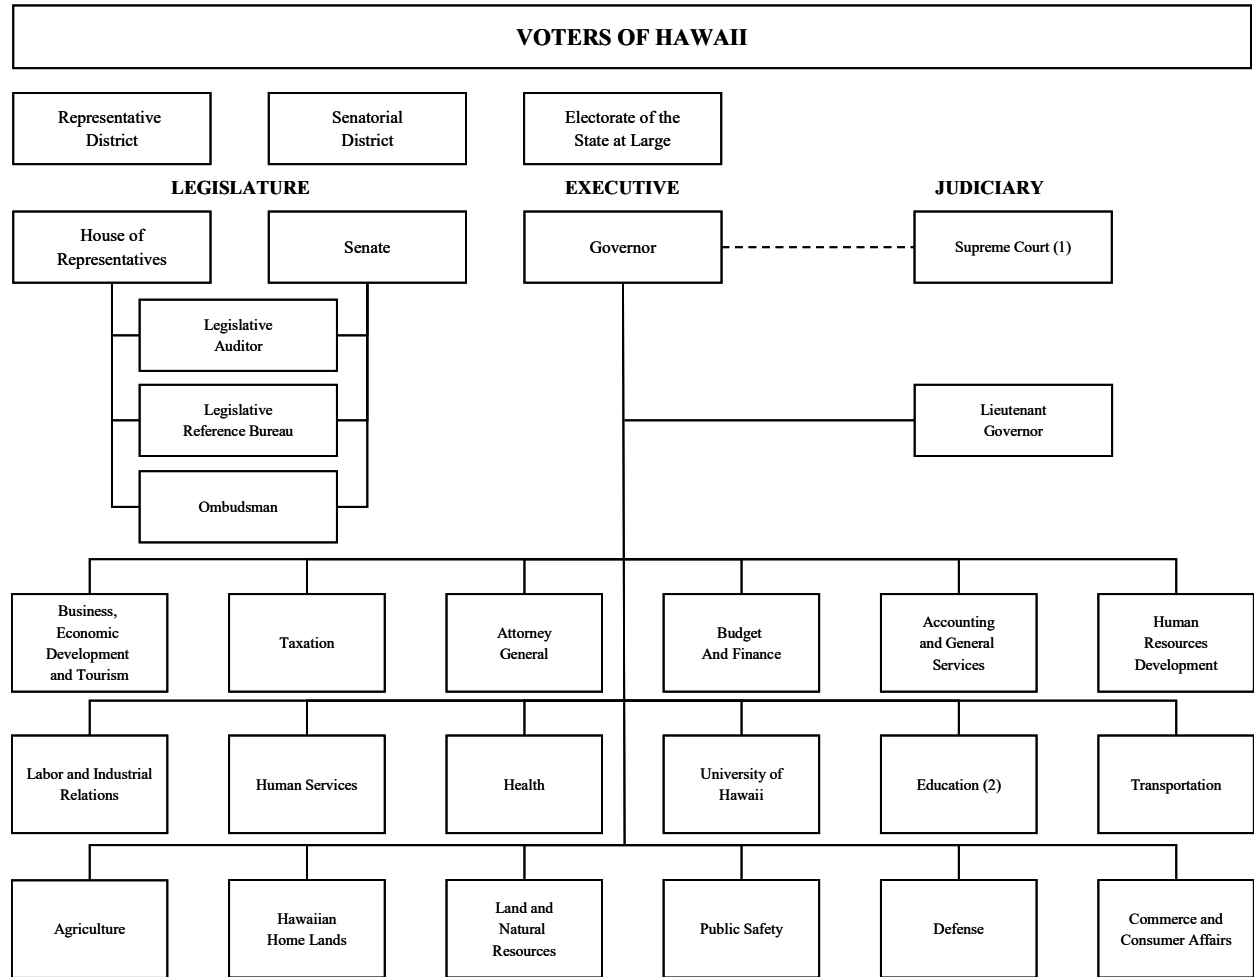 VOTERS OF HAWAII
Representative
District
Senatorial
District
Electorate of the
State at Large
LEGISLATURE
EXECUTIVE
JUDICIARY
House of
Representatives
Senate
Governor
Supreme Court (1)
Legislative
Auditor
Legislative
Reference Bureau
Lieutenant
Governor
Ombudsman
Business,
Economic
Development
and Tourism
Taxation
Attorney
General
Budget
And Finance
Accounting
and General
Services
Human
Resources
Development
Labor and Industrial
Relations
Human Services
Health
University of
Hawaii
Education (2)
Transportation
Agriculture
Hawaiian
Home Lands
Land and
Natural
Resources
Public Safety
Defense
Commerce and
Consumer Affairs